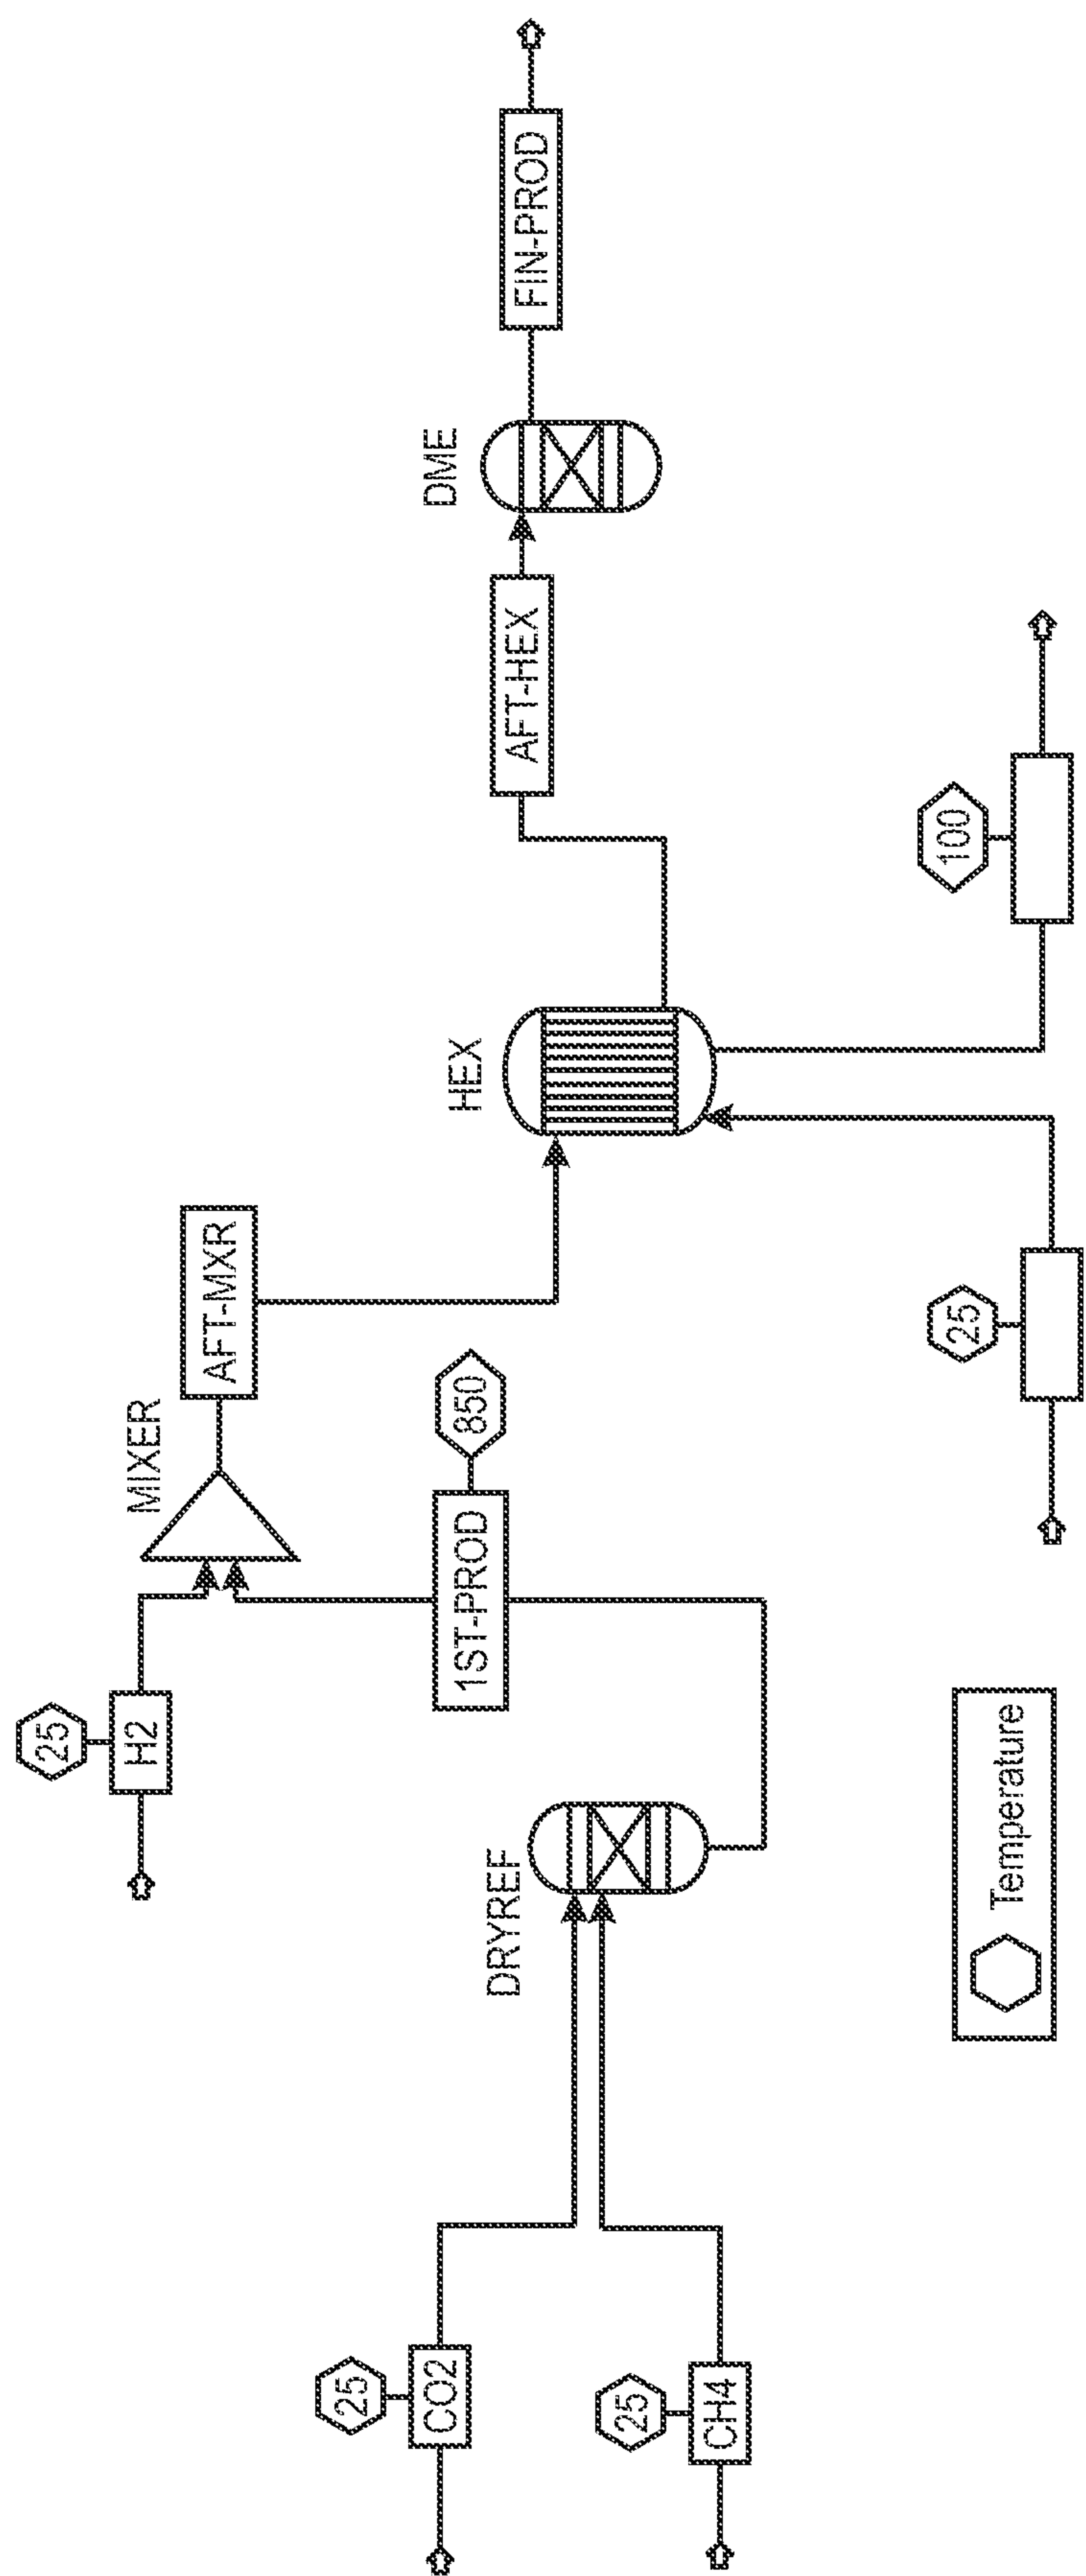 25
H2
MIXER
AFT-MXR
25
CO2
25
CH4
DRYREF
1ST-PROD
850
HEX
AFT-HEX
DME
FIN-PROD
25
100
Temperature